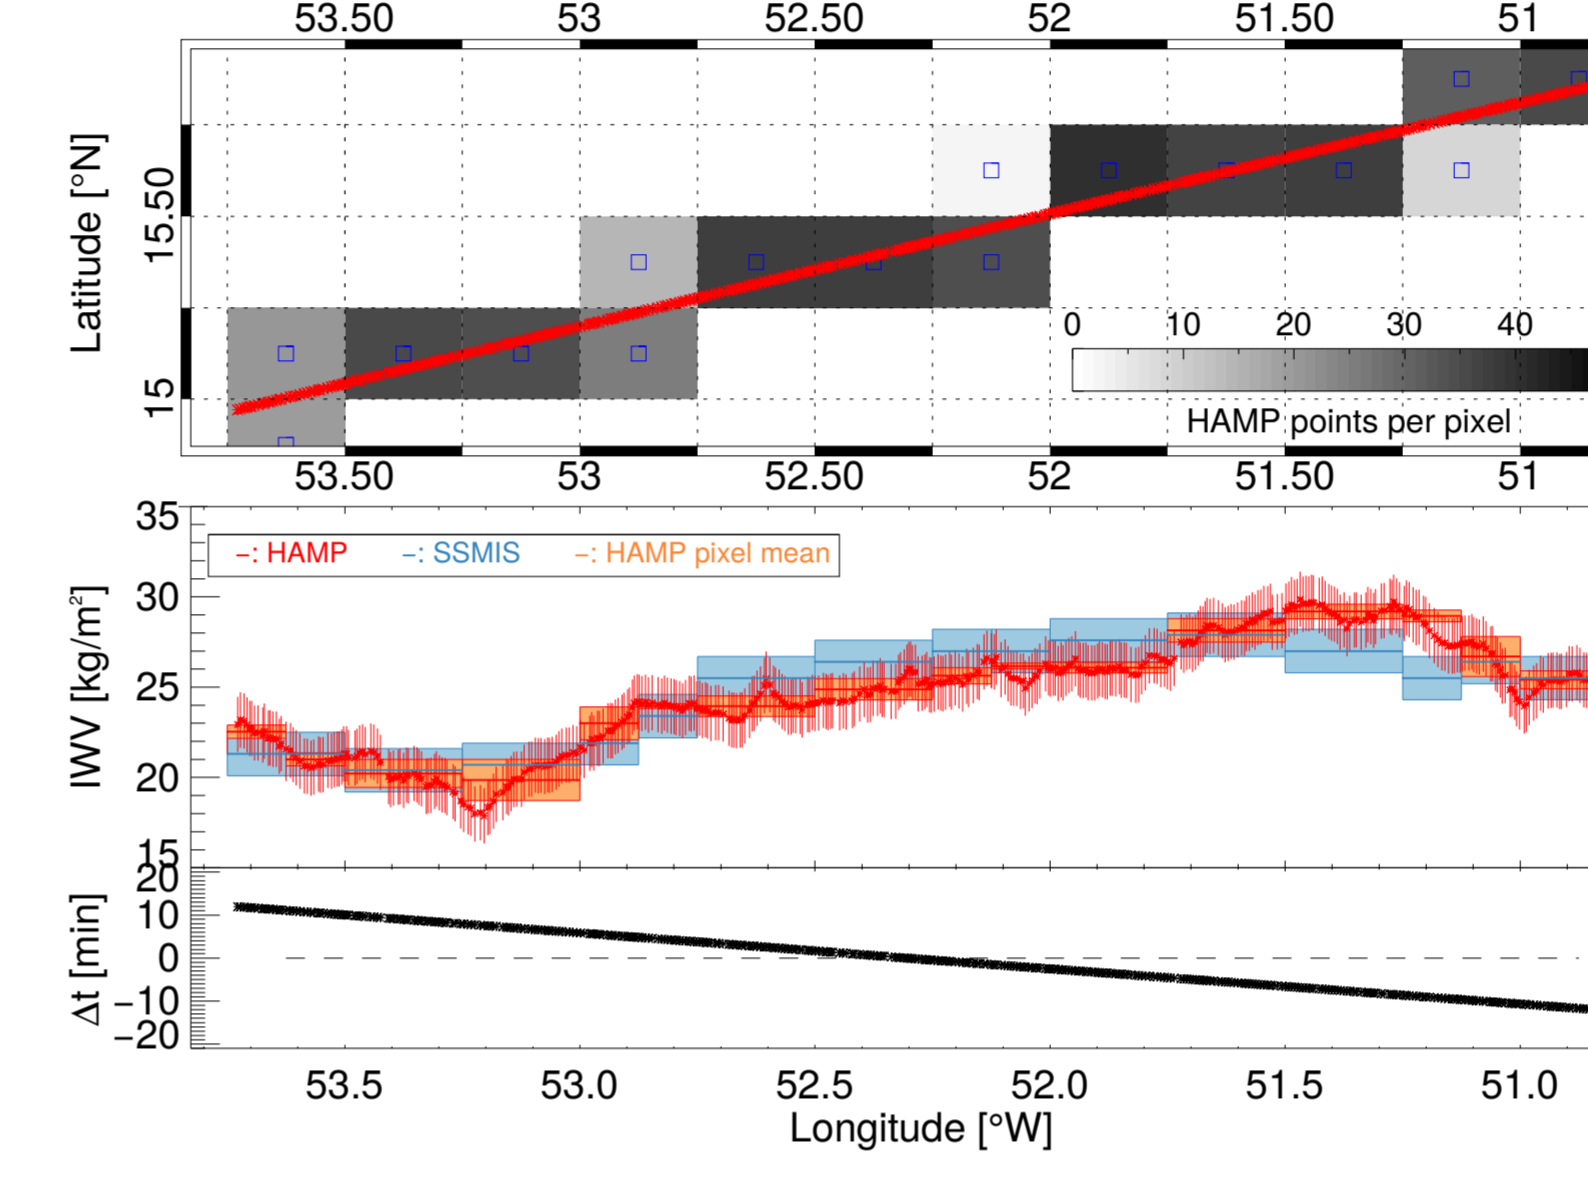 53.50 53 52.50 52 51.50 51
Latitude [°N]
15.50
15
0 10 20 30 40
HAMP points per pixel
53.50 53 52.50 52 51.50 51
IWV [kg/m²]
35
–: HAMP –: SSMIS –: HAMP pixel mean
30
25
20
15
Δt [min]
20
10
0
−10
−20
53.5 53.0 52.5 52.0 51.5 51.0
Longitude [°W]